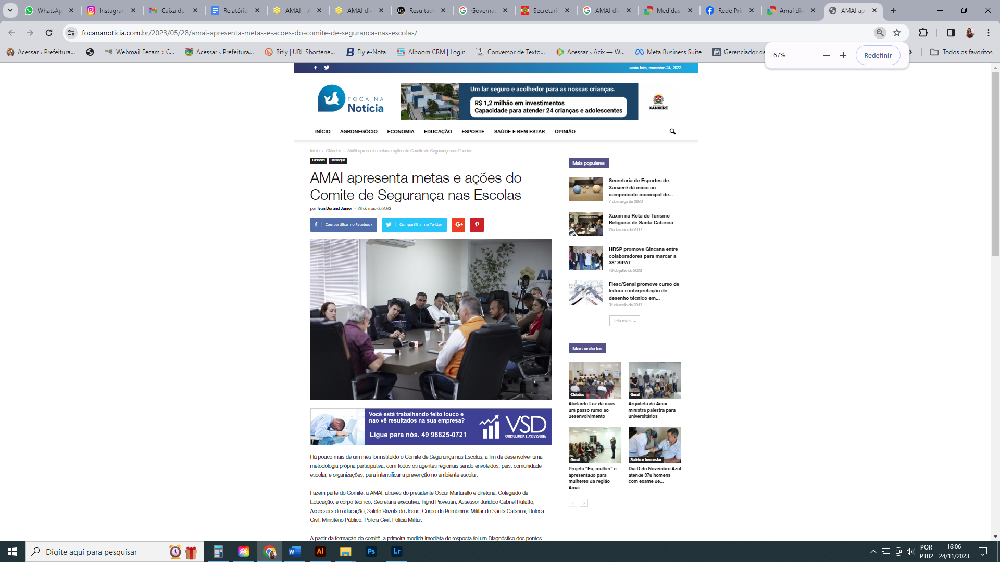 WhatsAp
Instagran
Caixa de
Relatório
AMAI – A
AMAI div
Resultad
Governad
Secretari
AMAI div
Medidas
Rede Pri
Amai div
AMAI ap
focananoticia.com.br/2023/05/28/amai-apresenta-metas-e-acoes-do-comite-de-seguranca-nas-escolas/
Acessar ‹ Prefeitura...
Webmail Fecam :: C...
Acessar ‹ Prefeitura...
Bitly | URL Shortene...
Fly e-Nota
Alboom CRM | Login
Conversor de Texto...
Acessar ‹ Acix — W...
Meta Business Suite
Gerenciador de
Todos os favoritos
67%
Redefinir
sexta-feira, novembro 24, 2023
FOCA NA
Notícia
Um lar seguro e acolhedor para as nossas crianças.
R$ 1,2 milhão em investimentos
Capacidade para atender 24 crianças e adolescentes
XANXERÊ
INÍCIO
AGRONEGÓCIO
ECONOMIA
EDUCAÇÃO
ESPORTE
SAÚDE E BEM ESTAR
OPINIÃO
Início › Cidades › AMAI apresenta metas e ações do Comite de Segurança nas Escolas
Cidades
Destaque
AMAI apresenta metas e ações do
Comite de Segurança nas Escolas
por Ivan Durand Junior - 28 de maio de 2023
Compartilhar no Facebook
Compartilhar no Twitter
Você está trabalhando feito louco e
nao vê resultados na sua empresa?
Ligue para nós. 49 98825-0721
VSD
CONSULTORIA E ASSESSORIA
Há pouco mais de um mês foi instituído o Comite de Segurança nas Escolas, a fim de desenvolver uma
metodologia própria participativa, com todos os agentes regionais sendo envolvidos, pais, comunidade
escolar, e organizações, para intensificar a prevenção no ambiente escolar.
Fazem parte do Comitê, a AMAI, através do presidente Oscar Martarello e diretoria, Colegiado de
Educação, e corpo técnico, Secretaria executiva, Ingrid Piovesan, Assessor Jurídico Gabriel Rufatto,
Assessora de educação, Salete Brizola de Jesus, Corpo de Bombeiros Militar de Santa Catarina, Defesa
Civil, Ministério Público, Polícia Civil, Polícia Militar.
A partir da formação do comitê, a primeira medida imediata de resposta foi um Diagnóstico dos pontos
Mais populares
Secretaria de Esportes de
Xanxerê dá início ao
campeonato municipal de...
7 de março de 2023
Xaxim na Rota do Turismo
Religioso de Santa Catarina
25 de maio de 2017
HRSP promove Gincana entre
colaboradores para marcar a
38ª SIPAT
10 de julho de 2023
Fiesc/Senai promove curso de
leitura e interpretação de
desenho técnico em...
31 de maio de 2017
Leia mais
Mais visitadas
Cidades
Abelardo Luz dá mais
um passo rumo ao
desenvolvimento
Geral
Arquiteta da Amai
ministra palestra para
universitários
Geral
Projeto “Eu, mulher” é
apresentado para
mulheres da região
Amai
Saúde e bem estar
Dia D do Novembro Azul
atende 378 homens
com exame de...
Digite aqui para pesquisar
POR
PTB2
16:06
24/11/2023